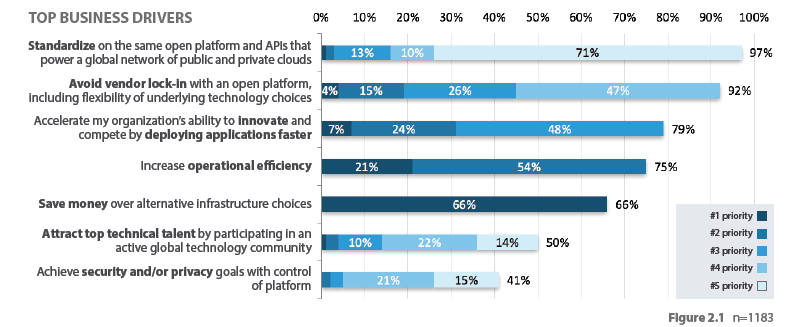 TOP BUSINESS DRIVERS
0% 10% 20% 30% 40% 50% 60% 70% 80% 90% 100%
Standardize on the same open platform and APIs that
power a global network of public and private clouds
13% 10% 71% 97%
Avoid vendor lock-in with an open platform,
including flexibility of underlying technology choices
4% 15% 26% 47% 92%
Accelerate my organization's ability to innovate and
compete by deploying applications faster
7% 24% 48% 79%
Increase operational efficiency
21% 54% 75%
Save money over alternative infrastructure choices
66% 66%
Attract top technical talent by participating in an
active global technology community
10% 22% 14% 50%
Achieve security and/or privacy goals with control
of platform
21% 15% 41%
#1 priority
#2 priority
#3 priority
#4 priority
#5 priority
Figure 2.1 n=1183